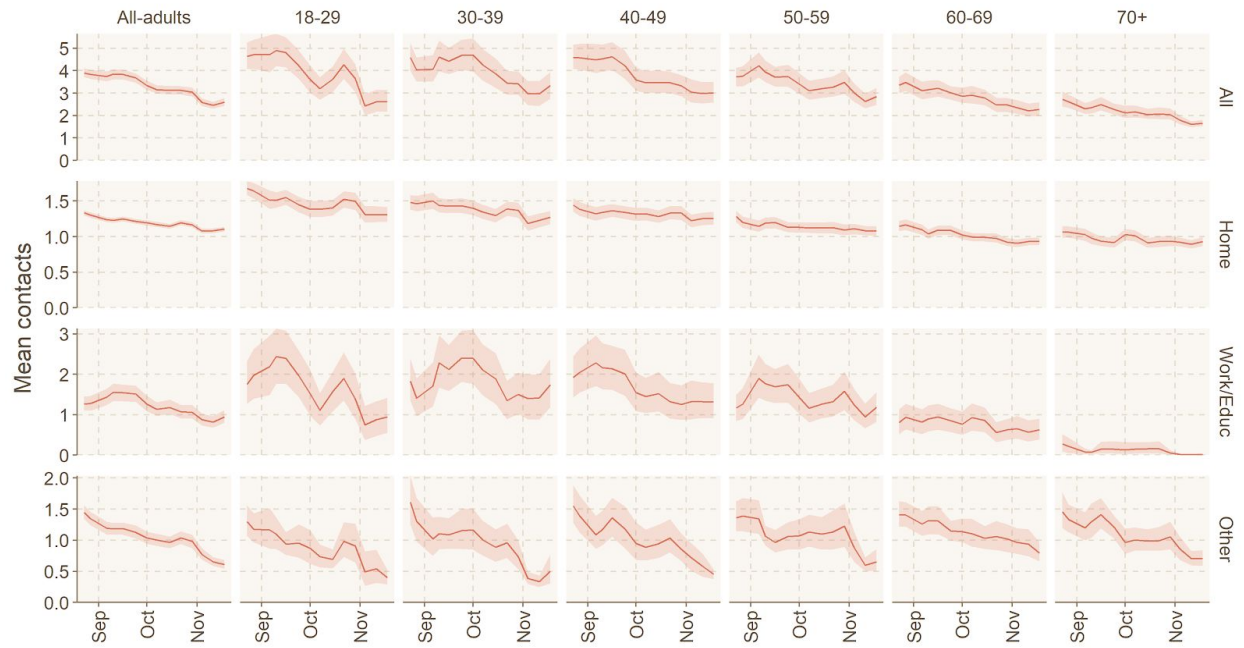 All-adults 18-29 30-39 40-49 50-59 60-69 70+
Mean contacts
5
4
3
2
1
0
All
1.5
1.0
0.5
0.0
Home
3
2
1
0
Work/Educ
2.0
1.5
1.0
0.5
0.0
Other
Sep Oct Nov Sep Oct Nov Sep Oct Nov Sep Oct Nov Sep Oct Nov Sep Oct Nov Sep Oct Nov